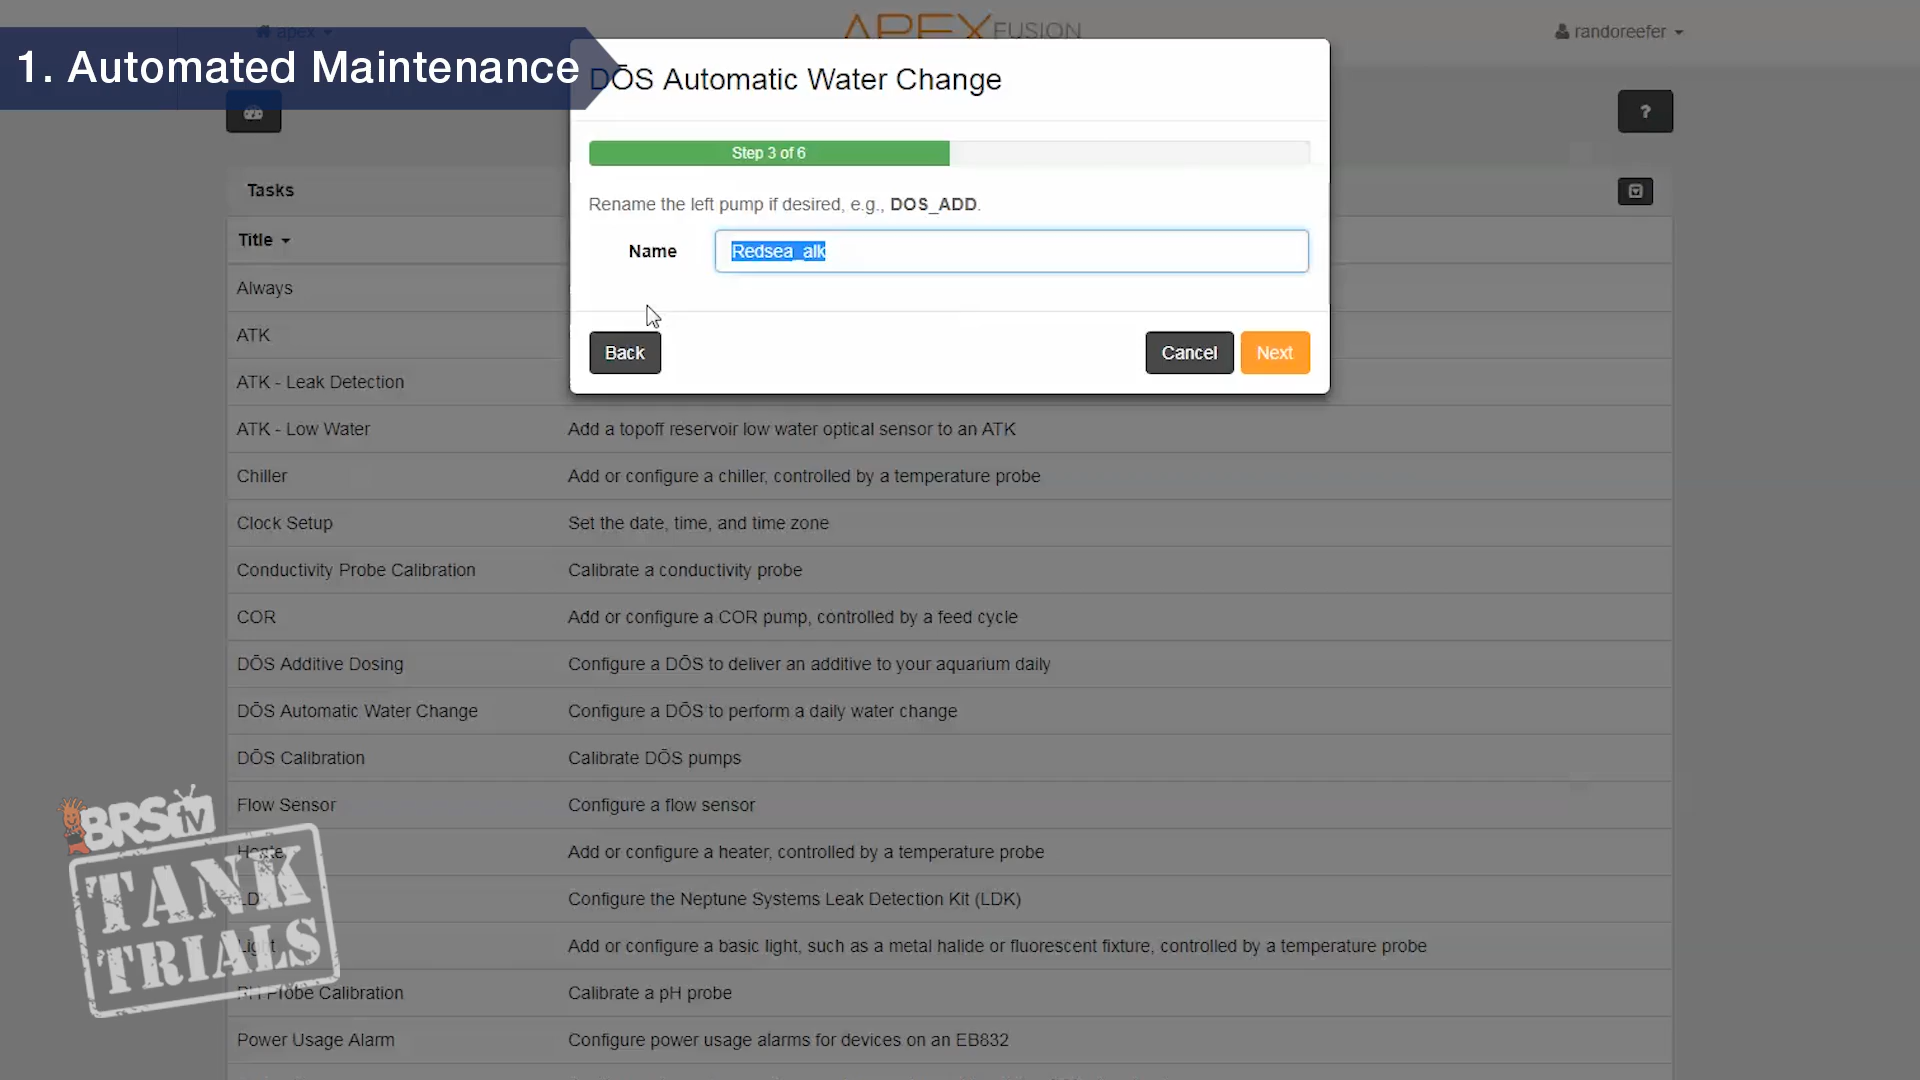 apex
APEX FUSION
randoreefer
1. Automated Maintenance
DŌS Automatic Water Change
?
Step 3 of 6
Tasks
Rename the left pump if desired, e.g., DOS_ADD.
Title
Name
Redsea_alk
Always
ATK
Back
Cancel
Next
ATK - Leak Detection
ATK - Low Water
Add a topoff reservoir low water optical sensor to an ATK
Chiller
Add or configure a chiller, controlled by a temperature probe
Clock Setup
Set the date, time, and time zone
Conductivity Probe Calibration
Calibrate a conductivity probe
COR
Add or configure a COR pump, controlled by a feed cycle
DŌS Additive Dosing
Configure a DŌS to deliver an additive to your aquarium daily
DŌS Automatic Water Change
Configure a DŌS to perform a daily water change
DŌS Calibration
Calibrate DŌS pumps
Flow Sensor
Configure a flow sensor
Heater
Add or configure a heater, controlled by a temperature probe
LDK
Configure the Neptune Systems Leak Detection Kit (LDK)
Light
Add or configure a basic light, such as a metal halide or fluorescent fixture, controlled by a temperature probe
PH Probe Calibration
Calibrate a pH probe
Power Usage Alarm
Configure power usage alarms for devices on an EB832
BRStv
TANK
TRIALS